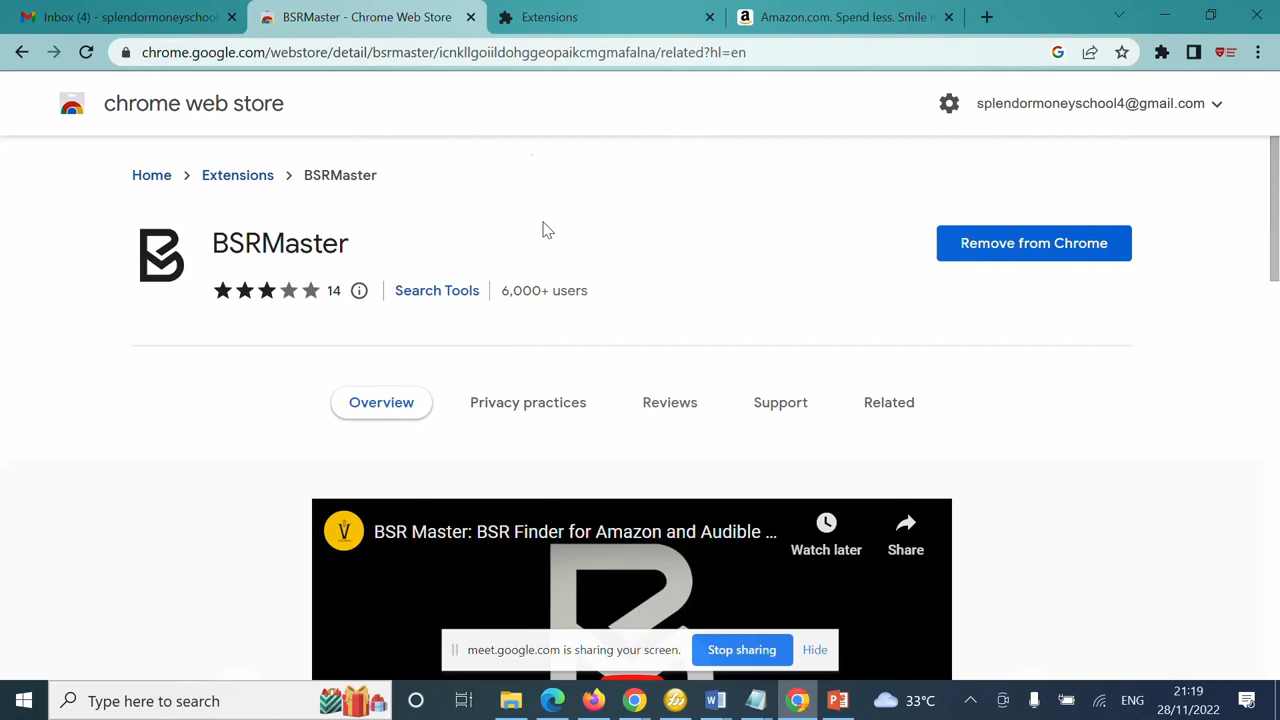 Inbox (4) - splendormoneyschool
BSRMaster - Chrome Web Store
Extensions
Amazon.com. Spend less. Smile
chrome.google.com/webstore/detail/bsrmaster/icnkllgoiildohggeopaikcmgmafalna/related?hl=en
chrome web store
splendormoneyschool4@gmail.com
Home > Extensions > BSRMaster
BSRMaster
Remove from Chrome
14
Search Tools
6,000+ users
Overview
Privacy practices
Reviews
Support
Related
BSR Master: BSR Finder for Amazon and Audible ...
Watch later
Share
meet.google.com is sharing your screen.
Stop sharing
Hide
Type here to search
33°C
ENG
21:19
28/11/2022